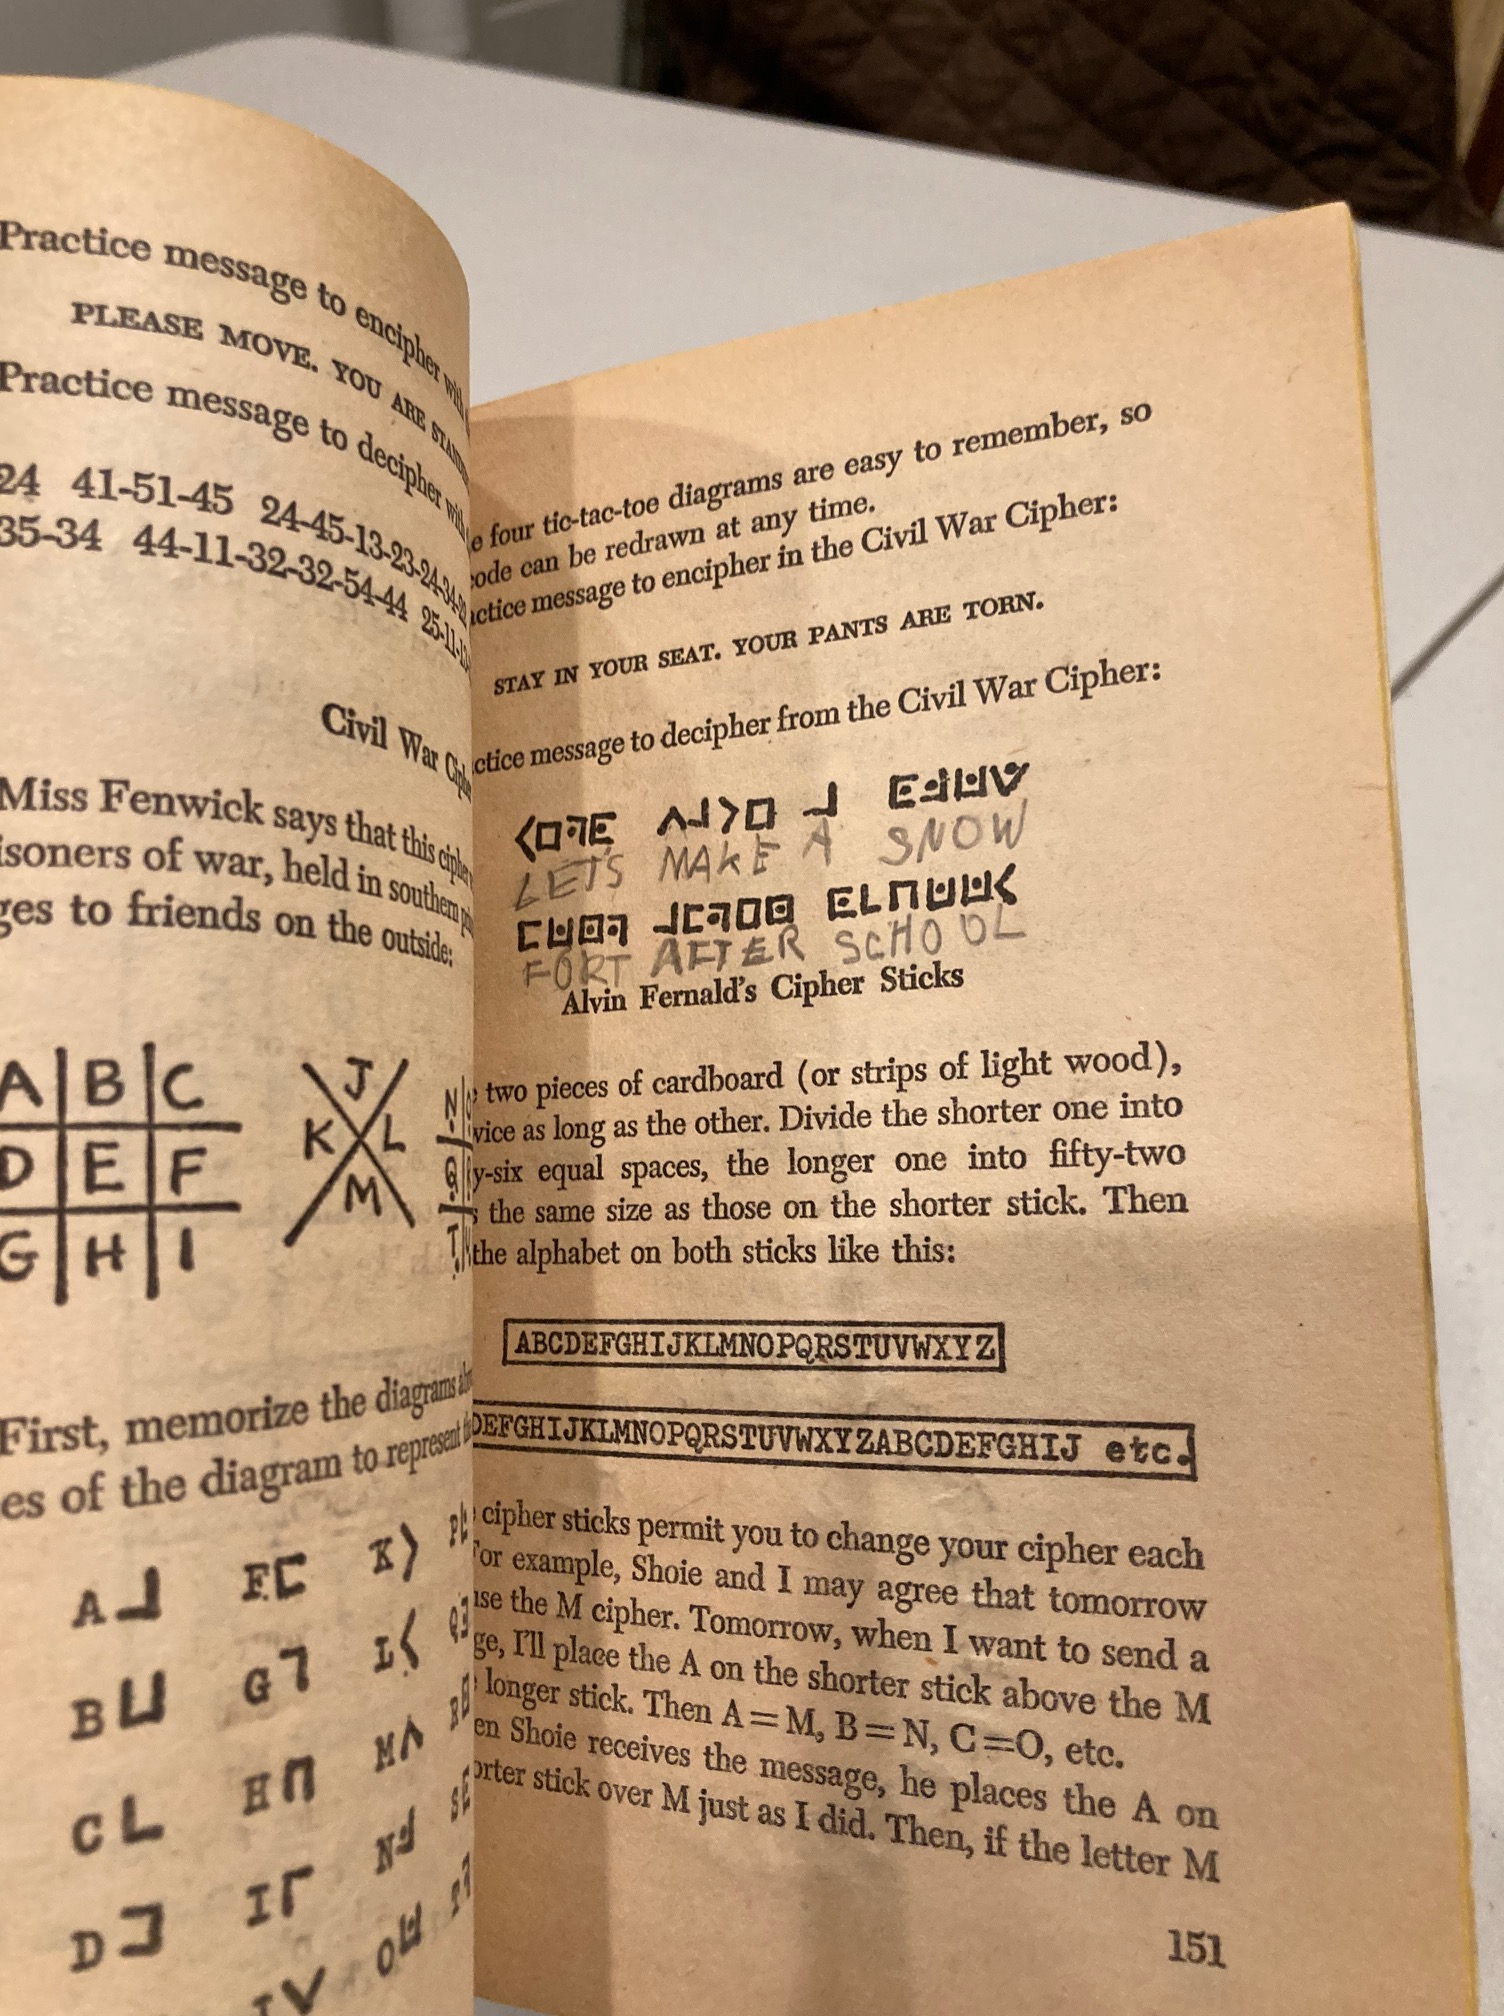 Practice message to encipher with
PLEASE MOVE. YOU ARE
Practice message to decipher with
24 41-51-45 24-45-13-23-24-34-22
35-34 44-11-32-32-54-44 25-11-13
Civil War
Miss Fenwick says that this cipher
isoners of war, held in southern
ges to friends on the outside:
A B C
D E F
G H I
J
K L
M
N
Q
T
First, memorize the diagrams
es of the diagram to represent
A F K P
B G L Q
C H M R
D I N S
O T
e four tic-tac-toe diagrams are easy to remember, so
ode can be redrawn at any time.
ctice message to encipher in the Civil War Cipher:
STAY IN YOUR SEAT. YOUR PANTS ARE TORN.
ctice message to decipher from the Civil War Cipher:
LET'S MAKE A SNOW
FORT AFTER SCHOOL
Alvin Fernald's Cipher Sticks
two pieces of cardboard (or strips of light wood),
vice as long as the other. Divide the shorter one into
y-six equal spaces, the longer one into fifty-two
s the same size as those on the shorter stick. Then
the alphabet on both sticks like this:
ABCDEFGHIJKLMNOPQRSTUVWXYZ
DEFGHIJKLMNOPQRSTUVWXYZABCDEFGHIJ etc.
cipher sticks permit you to change your cipher each
For example, Shoie and I may agree that tomorrow
use the M cipher. Tomorrow, when I want to send a
ge, I'll place the A on the shorter stick above the M
longer stick. Then A=M, B=N, C=O, etc.
en Shoie receives the message, he places the A on
orter stick over M just as I did. Then, if the letter M
151